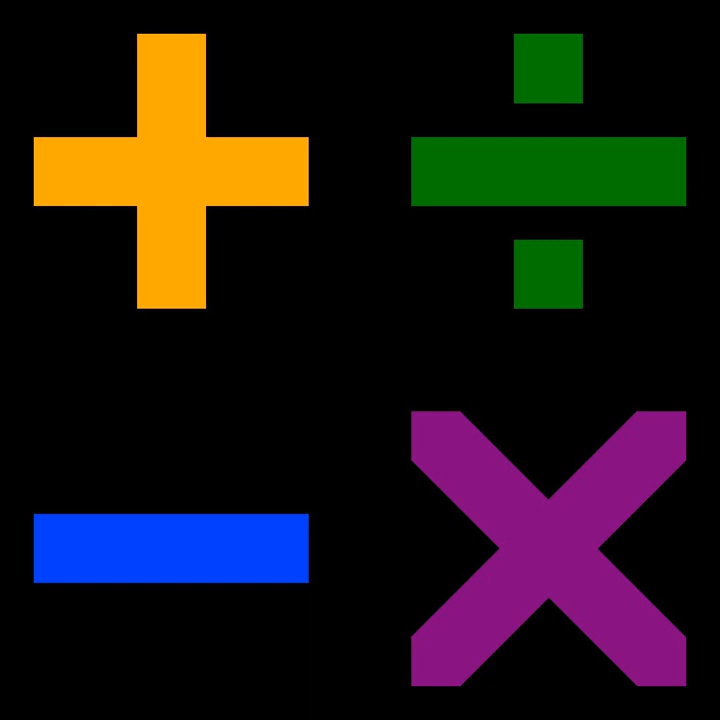 + ÷
− ×